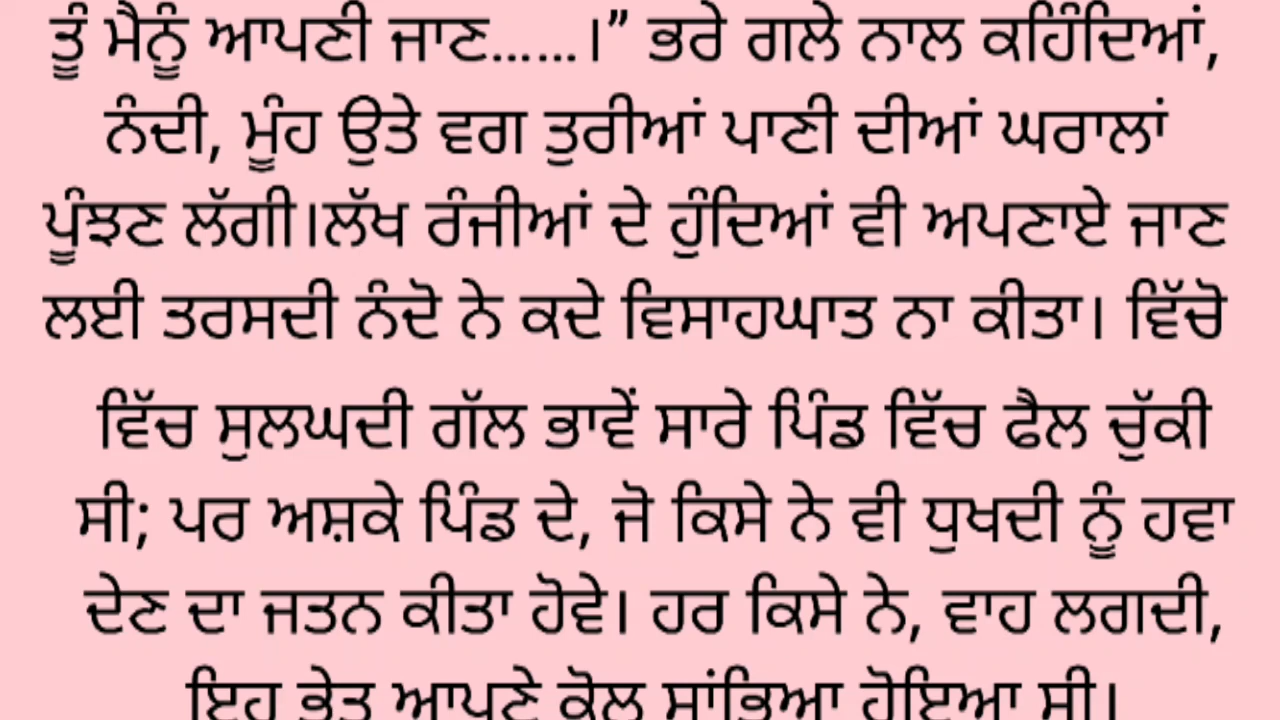 ਤੂੰ ਮੈਨੂੰ ਆਪਣੀ ਜਾਣ......।” ਭਰੇ ਗਲੇ ਨਾਲ ਕਹਿੰਦਿਆਂ,
ਨੰਦੀ, ਮੂੰਹ ਉਤੇ ਵਗ ਤੁਰੀਆਂ ਪਾਣੀ ਦੀਆਂ ਘਰਾਲਾਂ
ਪੂੰਝਣ ਲੱਗੀ।ਲੱਖ ਰੰਜੀਆਂ ਦੇ ਹੁੰਦਿਆਂ ਵੀ ਅਪਣਾਏ ਜਾਣ
ਲਈ ਤਰਸਦੀ ਨੰਦੋ ਨੇ ਕਦੇ ਵਿਸਾਹਘਾਤ ਨਾ ਕੀਤਾ। ਵਿੱਚੋ
ਵਿੱਚ ਸੁਲਘਦੀ ਗੱਲ ਭਾਵੇਂ ਸਾਰੇ ਪਿੰਡ ਵਿੱਚ ਫੈਲ ਚੁੱਕੀ
ਸੀ; ਪਰ ਅਸ਼ਕੇ ਪਿੰਡ ਦੇ, ਜੋ ਕਿਸੇ ਨੇ ਵੀ ਧੁਖਦੀ ਨੂੰ ਹਵਾ
ਦੇਣ ਦਾ ਜਤਨ ਕੀਤਾ ਹੋਵੇ। ਹਰ ਕਿਸੇ ਨੇ, ਵਾਹ ਲਗਦੀ,
ਇਹ ਭੇਤ ਆਪਣੇ ਕੋਲ ਸਾਂਭਿਆ ਹੋਇਆ ਸੀ।